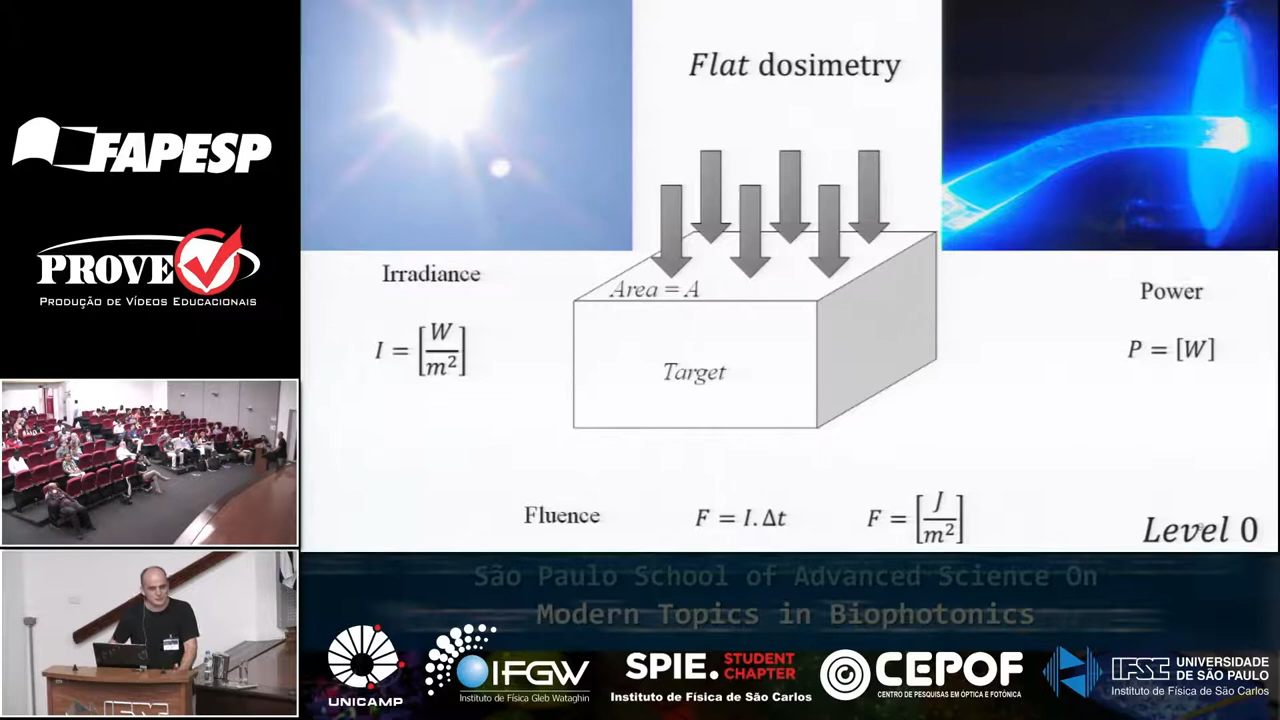 FAPESP
PROVE
PRODUÇÃO DE VÍDEOS EDUCACIONAIS
Flat dosimetry
Irradiance
I = [W/m²]
Area = A
Target
Power
P = [W]
Fluence
F = I.Δt
F = [J/m²]
Level 0
São Paulo School of Advanced Science On
Modern Topics in Biophotonics
UNICAMP
IFGW
Instituto de Física Gleb Wataghin
SPIE. STUDENT CHAPTER
Instituto de Física de São Carlos
CEPOF
CENTRO DE PESQUISAS EM ÓPTICA E FOTÔNICA
IFSC UNIVERSIDADE DE SÃO PAULO
Instituto de Física de São Carlos